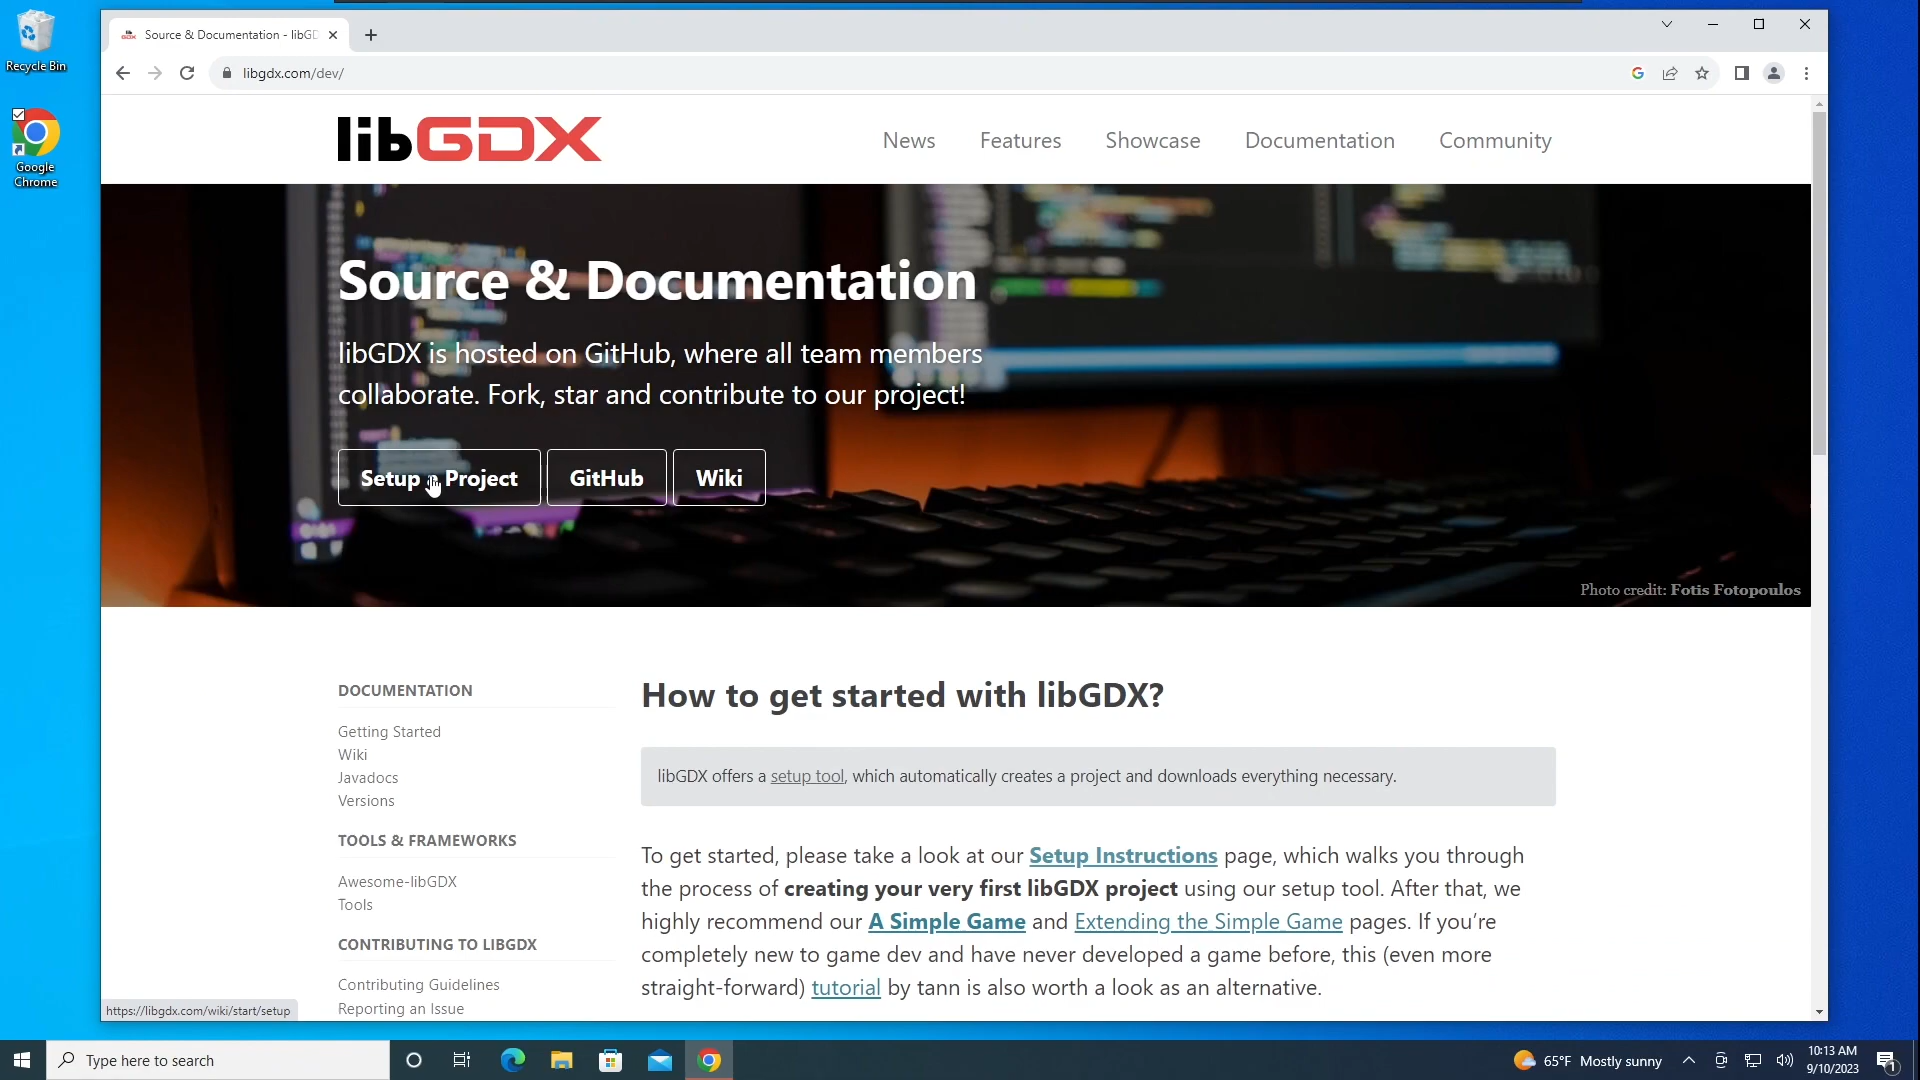 Recycle Bin
Google
Chrome
Source & Documentation - libGD
libgdx.com/dev/
libGDX
News Features Showcase Documentation Community
Source & Documentation
libGDX is hosted on GitHub, where all team members
collaborate. Fork, star and contribute to our project!
Setup Project GitHub Wiki
Photo credit: Fotis Fotopoulos
DOCUMENTATION
Getting Started
Wiki
Javadocs
Versions
TOOLS & FRAMEWORKS
Awesome-libGDX
Tools
CONTRIBUTING TO LIBGDX
Contributing Guidelines
Reporting an Issue
How to get started with libGDX?
libGDX offers a setup tool, which automatically creates a project and downloads everything necessary.
To get started, please take a look at our Setup Instructions page, which walks you through
the process of creating your very first libGDX project using our setup tool. After that, we
highly recommend our A Simple Game and Extending the Simple Game pages. If you’re
completely new to game dev and have never developed a game before, this (even more
straight-forward) tutorial by tann is also worth a look as an alternative.
https://libgdx.com/wiki/start/setup
Type here to search
65°F Mostly sunny
10:13 AM
9/10/2023
1